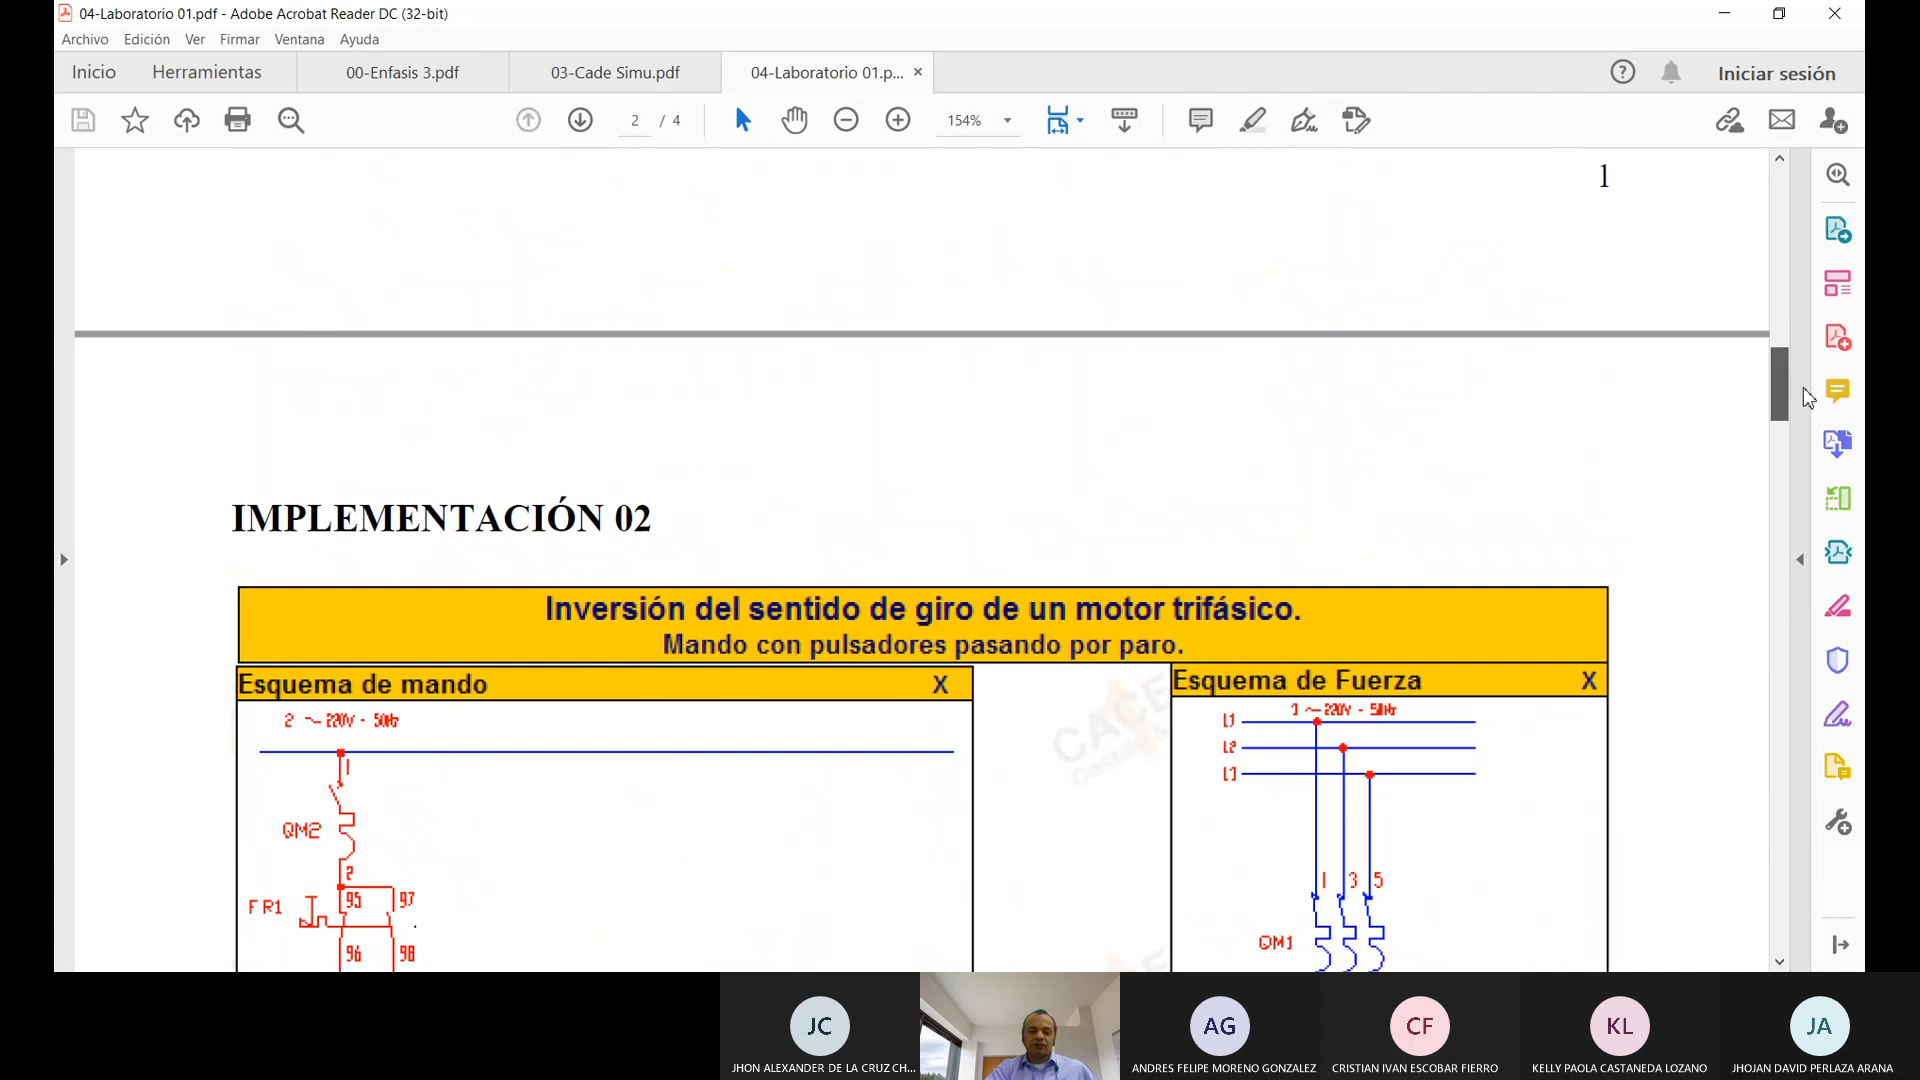 04-Laboratorio 01.pdf - Adobe Acrobat Reader DC (32-bit)
Archivo Edición Ver Firmar Ventana Ayuda
Inicio Herramientas 00-Enfasis 3.pdf 03-Cade Simu.pdf 04-Laboratorio 01.p... × Iniciar sesión
2 / 4 154%
1
IMPLEMENTACIÓN 02
Inversión del sentido de giro de un motor trifásico.
Mando con pulsadores pasando por paro.
Esquema de mando X
Esquema de Fuerza X
2 ~ 220V - 50Hz
3 ~ 220V - 50Hz
L1
L2
L3
1
QM2
2
FR1 95 97
96 98
1 3 5
QM1
JC AG CF KL JA
JHON ALEXANDER DE LA CRUZ CH... ANDRES FELIPE MORENO GONZALEZ CRISTIAN IVAN ESCOBAR FIERRO KELLY PAOLA CASTAÑEDA LOZANO JHOJAN DAVID PERLAZA ARANA